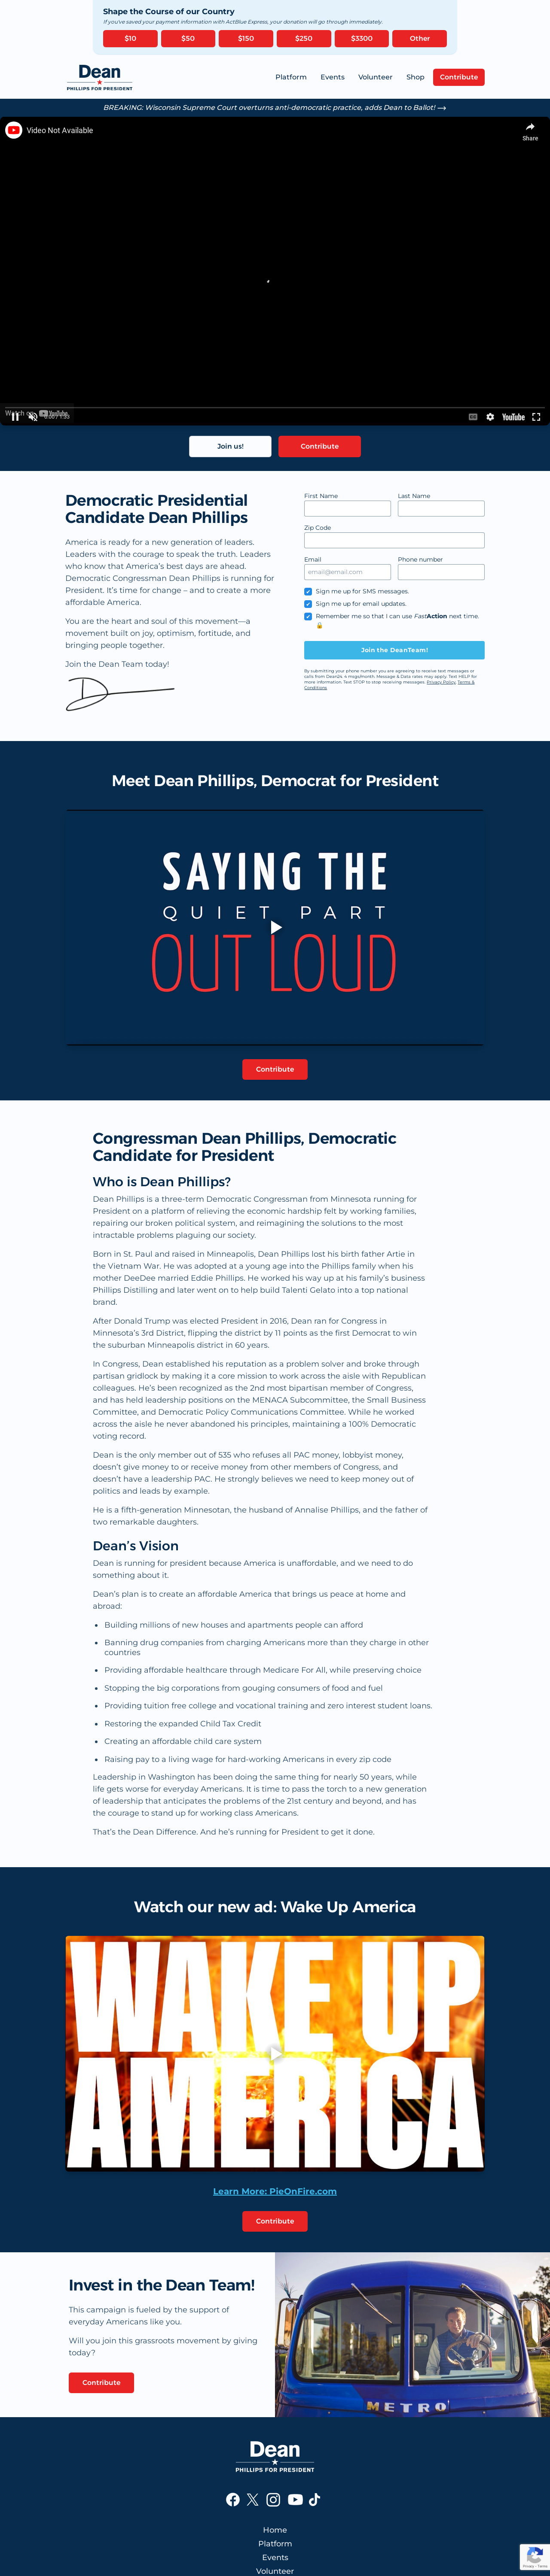 Shape the Course of our Country
If you've saved your payment information with ActBlue Express, your donation will go through immediately.
$10 $50 $150 $250 $3300 Other
Dean
PHILLIPS FOR PRESIDENT
Platform Events Volunteer Shop Contribute
BREAKING: Wisconsin Supreme Court overturns anti-democratic practice, adds Dean to Ballot! ⟶
Video Not Available
Share
Watch on YouTube
YouTube
Join us! Contribute
Democratic Presidential
Candidate Dean Phillips
America is ready for a new generation of leaders.
Leaders with the courage to speak the truth. Leaders
who know that America's best days are ahead.
Democratic Congressman Dean Phillips is running for
President. It's time for change – and to create a more
affordable America.
You are the heart and soul of this movement—a
movement built on joy, optimism, fortitude, and
bringing people together.
Join the Dean Team today!
First Name Last Name
Zip Code
Email Phone number
email@email.com
Sign me up for SMS messages.
Sign me up for email updates.
Remember me so that I can use FastAction next time.
Join the DeanTeam!
By submitting your phone number you are agreeing to receive text messages or
calls from Dean24. 4 msgs/month. Message & Data rates may apply. Text HELP for
more information. Text STOP to stop receiving messages. Privacy Policy, Terms &
Conditions.
Meet Dean Phillips, Democrat for President
SAYING THE
QUIET PART
OUT LOUD
Contribute
Congressman Dean Phillips, Democratic
Candidate for President
Who is Dean Phillips?
Dean Phillips is a three-term Democratic Congressman from Minnesota running for
President on a platform of relieving the economic hardship felt by working families,
repairing our broken political system, and reimagining the solutions to the most
intractable problems plaguing our society.
Born in St. Paul and raised in Minneapolis, Dean Phillips lost his birth father Artie in
the Vietnam War. He was adopted at a young age into the Phillips family when his
mother DeeDee married Eddie Phillips. He worked his way up at his family's business
Phillips Distilling and later went on to help build Talenti Gelato into a top national
brand.
After Donald Trump was elected President in 2016, Dean ran for Congress in
Minnesota's 3rd District, flipping the district by 11 points as the first Democrat to win
the suburban Minneapolis district in 60 years.
In Congress, Dean established his reputation as a problem solver and broke through
partisan gridlock by making it a core mission to work across the aisle with Republican
colleagues. He's been recognized as the 2nd most bipartisan member of Congress,
and has held leadership positions on the MENACA Subcommittee, the Small Business
Committee, and Democratic Policy Communications Committee. While he worked
across the aisle he never abandoned his principles, maintaining a 100% Democratic
voting record.
Dean is the only member out of 535 who refuses all PAC money, lobbyist money,
doesn't give money to or receive money from other members of Congress, and
doesn't have a leadership PAC. He strongly believes we need to keep money out of
politics and leads by example.
He is a fifth-generation Minnesotan, the husband of Annalise Phillips, and the father of
two remarkable daughters.
Dean's Vision
Dean is running for president because America is unaffordable, and we need to do
something about it.
Dean's plan is to create an affordable America that brings us peace at home and
abroad:
• Building millions of new houses and apartments people can afford
• Banning drug companies from charging Americans more than they charge in other
countries
• Providing affordable healthcare through Medicare For All, while preserving choice
• Stopping the big corporations from gouging consumers of food and fuel
• Providing tuition free college and vocational training and zero interest student loans.
• Restoring the expanded Child Tax Credit
• Creating an affordable child care system
• Raising pay to a living wage for hard-working Americans in every zip code
Leadership in Washington has been doing the same thing for nearly 50 years, while
life gets worse for everyday Americans. It is time to pass the torch to a new generation
of leadership that anticipates the problems of the 21st century and beyond, and has
the courage to stand up for working class Americans.
That's the Dean Difference. And he's running for President to get it done.
Watch our new ad: Wake Up America
WAKE UP
AMERICA
Learn More: PieOnFire.com
Contribute
Invest in the Dean Team!
This campaign is fueled by the support of
everyday Americans like you.
Will you join this grassroots movement by giving
today?
Contribute
METRO
Dean
PHILLIPS FOR PRESIDENT
Home
Platform
Events
Volunteer
Privacy - Terms